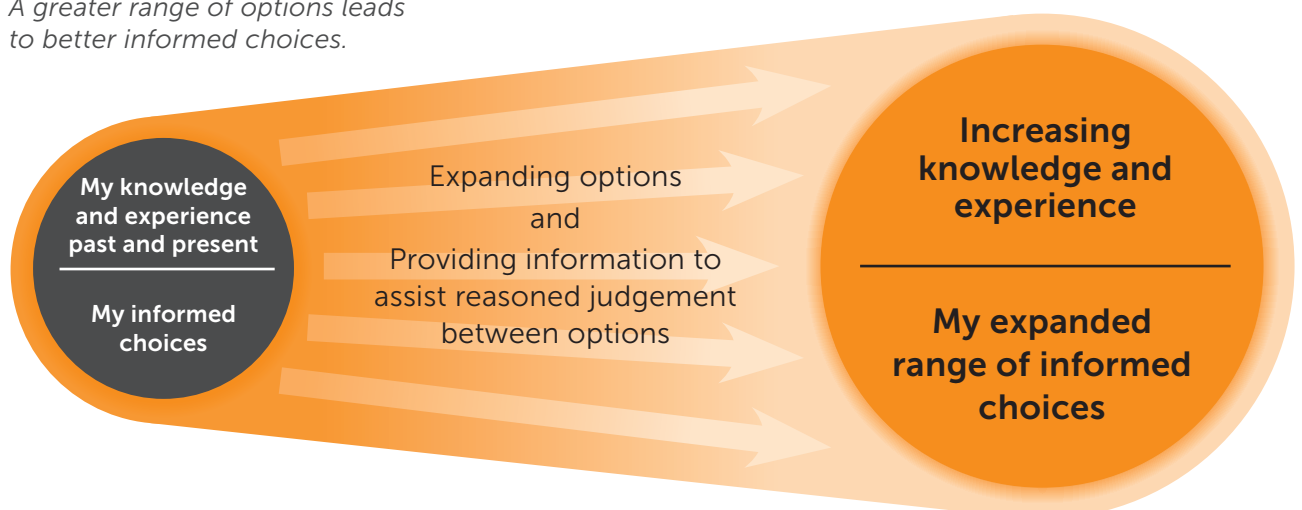 A greater range of options leads
to better informed choices.
My knowledge
and experience
past and present
My informed
choices
Expanding options
and
Providing information to
assist reasoned judgement
between options
Increasing
knowledge and
experience
My expanded
range of informed
choices